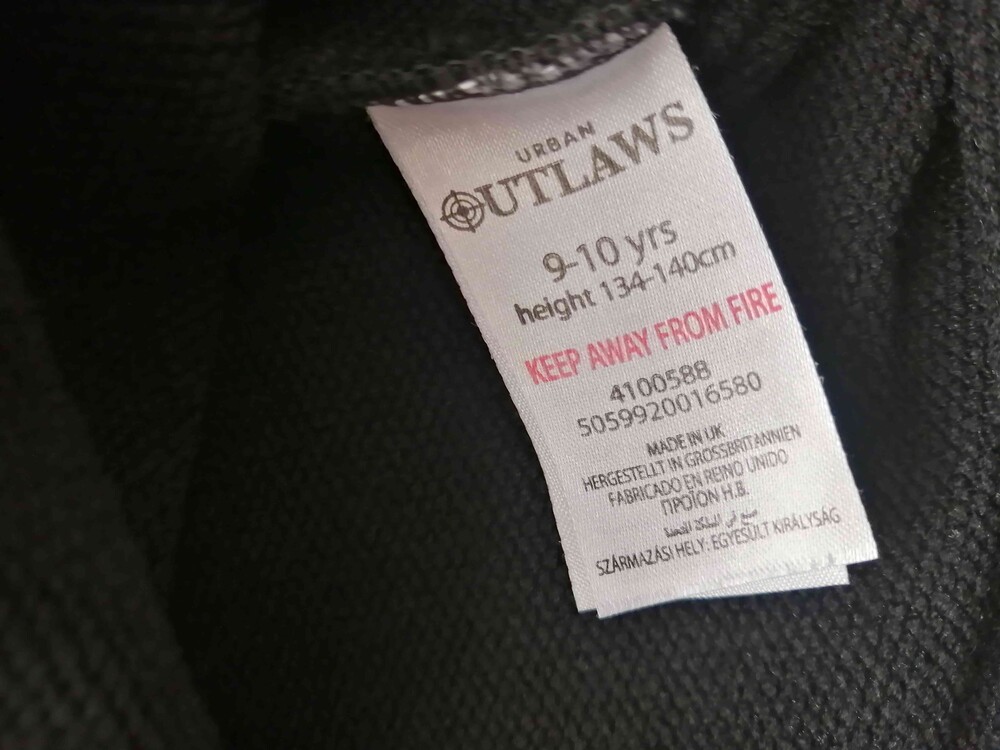 URBAN
OUTLAWS
9-10 yrs
height 134-140cm
KEEP AWAY FROM FIRE
4100588
5059920016580
MADE IN UK
HERGESTELLT IN GROSSBRITANNIEN
FABRICADO EN REINO UNIDO
ΠΡΟΪΟΝ Η.Β.
صنع في المملكة المتحدة
SZÁRMAZÁSI HELY: EGYESÜLT KIRÁLYSÁG